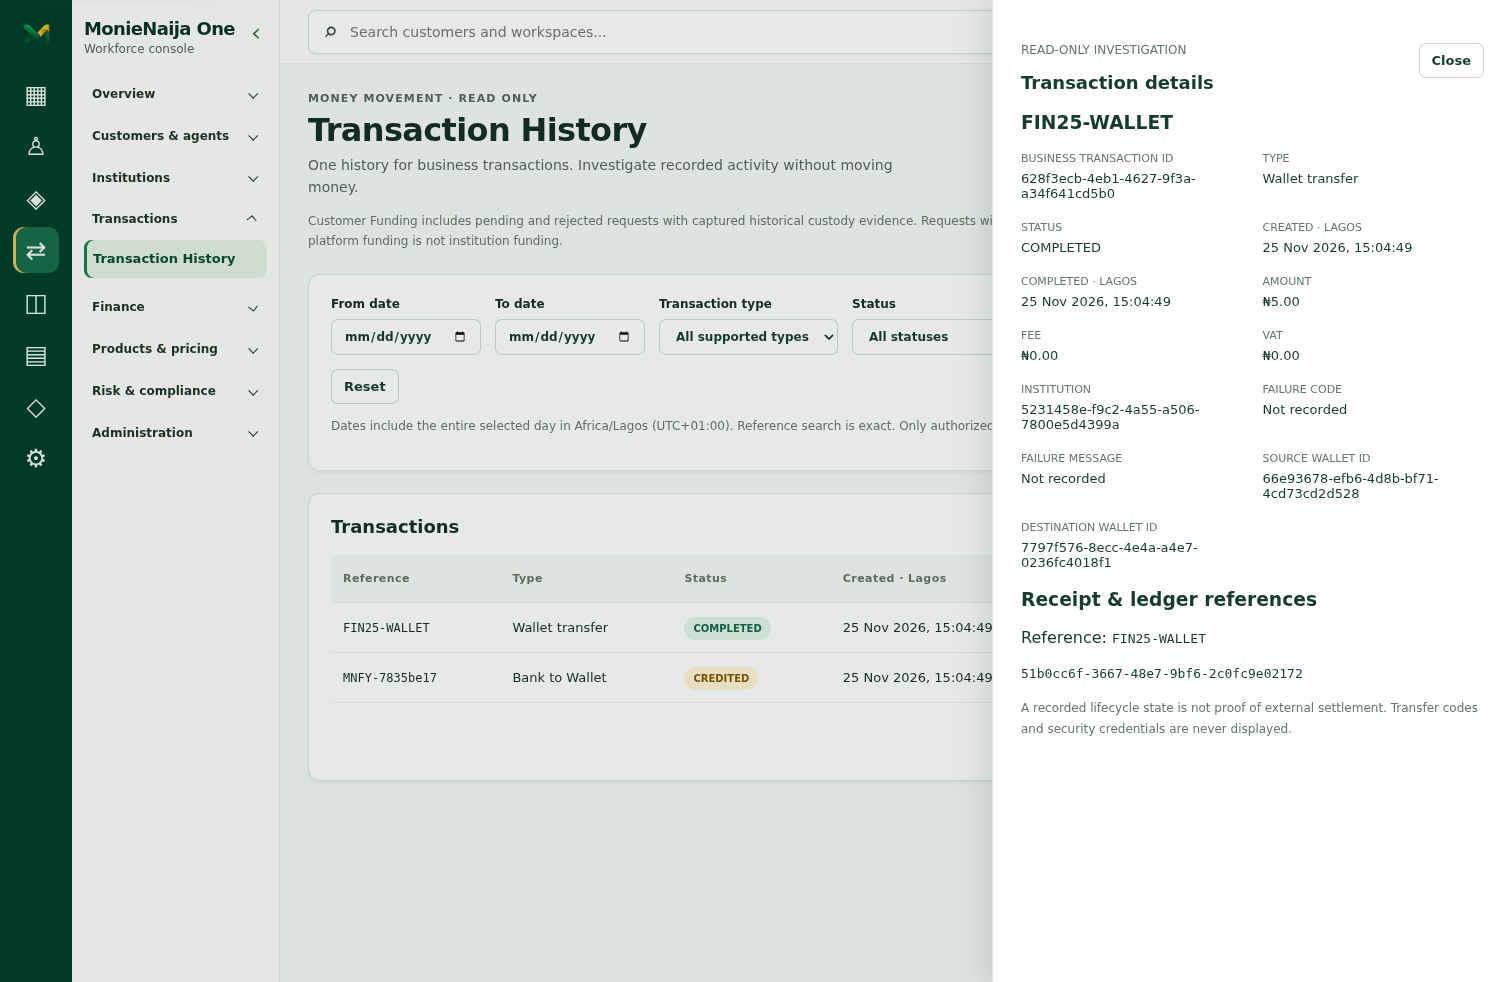 MonieNaija One
Workforce console
Overview
Customers & agents
Institutions
Transactions
Transaction History
Finance
Products & pricing
Risk & compliance
Administration
Search customers and workspaces...
MONEY MOVEMENT · READ ONLY
Transaction History
One history for business transactions. Investigate recorded activity without moving
money.
Customer Funding includes pending and rejected requests with captured historical custody evidence. Requests
platform funding is not institution funding.
From date
To date
Transaction type
Status
mm/dd/yyyy
mm/dd/yyyy
All supported types
All statuses
Reset
Dates include the entire selected day in Africa/Lagos (UTC+01:00). Reference search is exact. Only authorized
Transactions
Reference Type Status Created · Lagos
FIN25-WALLET Wallet transfer COMPLETED 25 Nov 2026, 15:04:49
MNFY-7835be17 Bank to Wallet CREDITED 25 Nov 2026, 15:04:49
READ-ONLY INVESTIGATION
Close
Transaction details
FIN25-WALLET
BUSINESS TRANSACTION ID
628f3ecb-4eb1-4627-9f3a-
a34f641cd5b0
TYPE
Wallet transfer
STATUS
COMPLETED
CREATED · LAGOS
25 Nov 2026, 15:04:49
COMPLETED · LAGOS
25 Nov 2026, 15:04:49
AMOUNT
₦5.00
FEE
₦0.00
VAT
₦0.00
INSTITUTION
5231458e-f9c2-4a55-a506-
7800e5d4399a
FAILURE CODE
Not recorded
FAILURE MESSAGE
Not recorded
SOURCE WALLET ID
66e93678-efb6-4d8b-bf71-
4cd73cd2d528
DESTINATION WALLET ID
7797f576-8ecc-4e4a-a4e7-
0236fc4018f1
Receipt & ledger references
Reference: FIN25-WALLET
51b0cc6f-3667-48e7-9bf6-2c0fc9e02172
A recorded lifecycle state is not proof of external settlement. Transfer codes
and security credentials are never displayed.